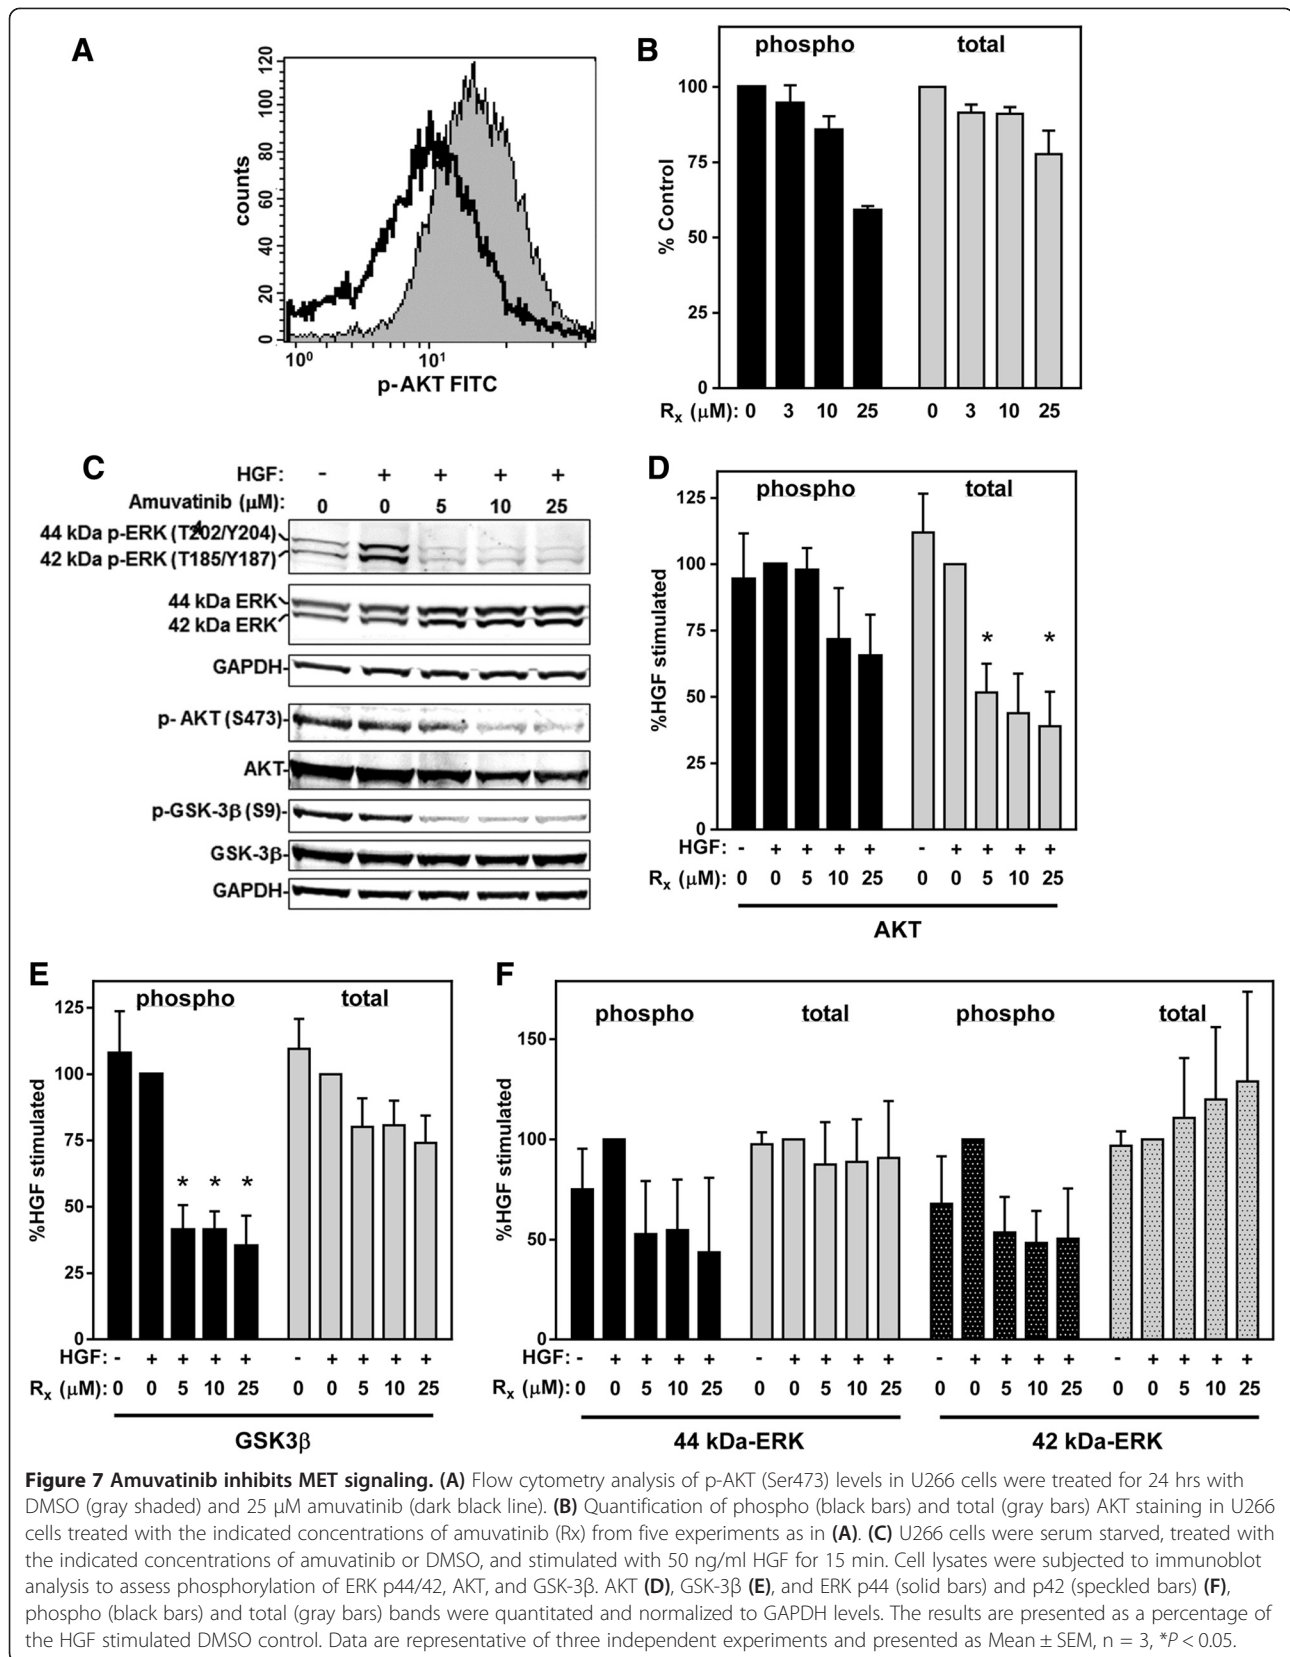 A
120
100
80
60
40
20
0
counts
10⁰ 10¹
p-AKT FITC
B
phospho total
100
75
50
25
0
% Control
Rx (μM): 0 3 10 25 0 3 10 25
C
HGF: - + + + +
Amuvatinib (μM): 0 0 5 10 25
44 kDa p-ERK (T202/Y204)
42 kDa p-ERK (T185/Y187)
44 kDa ERK
42 kDa ERK
GAPDH
p- AKT (S473)
AKT
p-GSK-3β (S9)
GSK-3β
GAPDH
D
phospho total
125
100
75
50
25
0
%HGF stimulated
* *
HGF: - + + + + - + + + +
Rx (μM): 0 0 5 10 25 0 0 5 10 25
AKT
E
phospho total
125
100
75
50
25
0
%HGF stimulated
* * *
HGF: - + + + + - + + + +
Rx (μM): 0 0 5 10 25 0 0 5 10 25
GSK3β
F
phospho total phospho total
150
100
50
0
%HGF stimulated
HGF: - + + + + - + + + + - + + + + - + + + +
Rx (μM): 0 0 5 10 25 0 0 5 10 25 0 0 5 10 25 0 0 5 10 25
44 kDa-ERK 42 kDa-ERK
Figure 7 Amuvatinib inhibits MET signaling. (A) Flow cytometry analysis of p-AKT (Ser473) levels in U266 cells were treated for 24 hrs with
DMSO (gray shaded) and 25 μM amuvatinib (dark black line). (B) Quantification of phospho (black bars) and total (gray bars) AKT staining in U266
cells treated with the indicated concentrations of amuvatinib (Rx) from five experiments as in (A). (C) U266 cells were serum starved, treated with
the indicated concentrations of amuvatinib or DMSO, and stimulated with 50 ng/ml HGF for 15 min. Cell lysates were subjected to immunoblot
analysis to assess phosphorylation of ERK p44/42, AKT, and GSK-3β. AKT (D), GSK-3β (E), and ERK p44 (solid bars) and p42 (speckled bars) (F),
phospho (black bars) and total (gray bars) bands were quantitated and normalized to GAPDH levels. The results are presented as a percentage of
the HGF stimulated DMSO control. Data are representative of three independent experiments and presented as Mean ± SEM, n = 3, *P < 0.05.